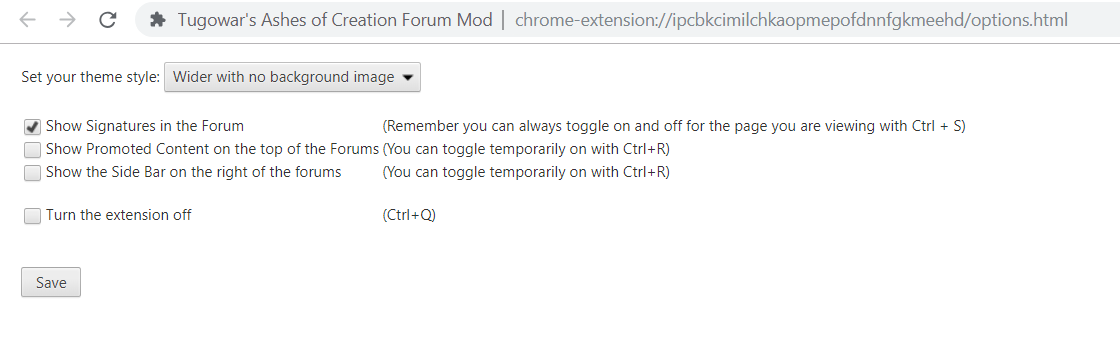 Tugowar's Ashes of Creation Forum Mod | chrome-extension://ipcbkcimilchkaopmepofdnnfgkmeehd/options.html
Set your theme style: Wider with no background image
Show Signatures in the Forum (Remember you can always toggle on and off for the page you are viewing with Ctrl + S)
Show Promoted Content on the top of the Forums (You can toggle temporarily on with Ctrl+R)
Show the Side Bar on the right of the forums (You can toggle temporarily on with Ctrl+R)
Turn the extension off (Ctrl+Q)
Save